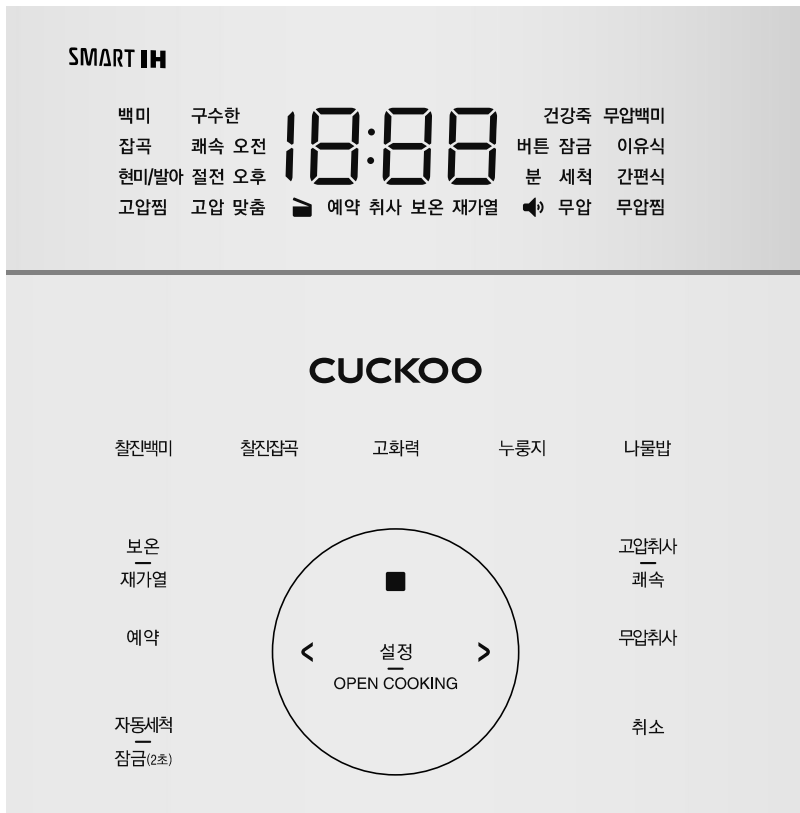 SMART IH
백미 구수한 18:88 건강죽 무압백미
잡곡 쾌속 오전 버튼 잠금 이유식
현미/발아 절전 오후 분 세척 간편식
고압찜 고압 맞춤 예약 취사 보온 재가열 무압 무압찜
CUCKOO
찰진백미 찰진잡곡 고화력 누룽지 나물밥
보온 고압취사
재가열 쾌속
예약 무압취사
< 설정 >
OPEN COOKING
자동세척 취소
잠금(2초)